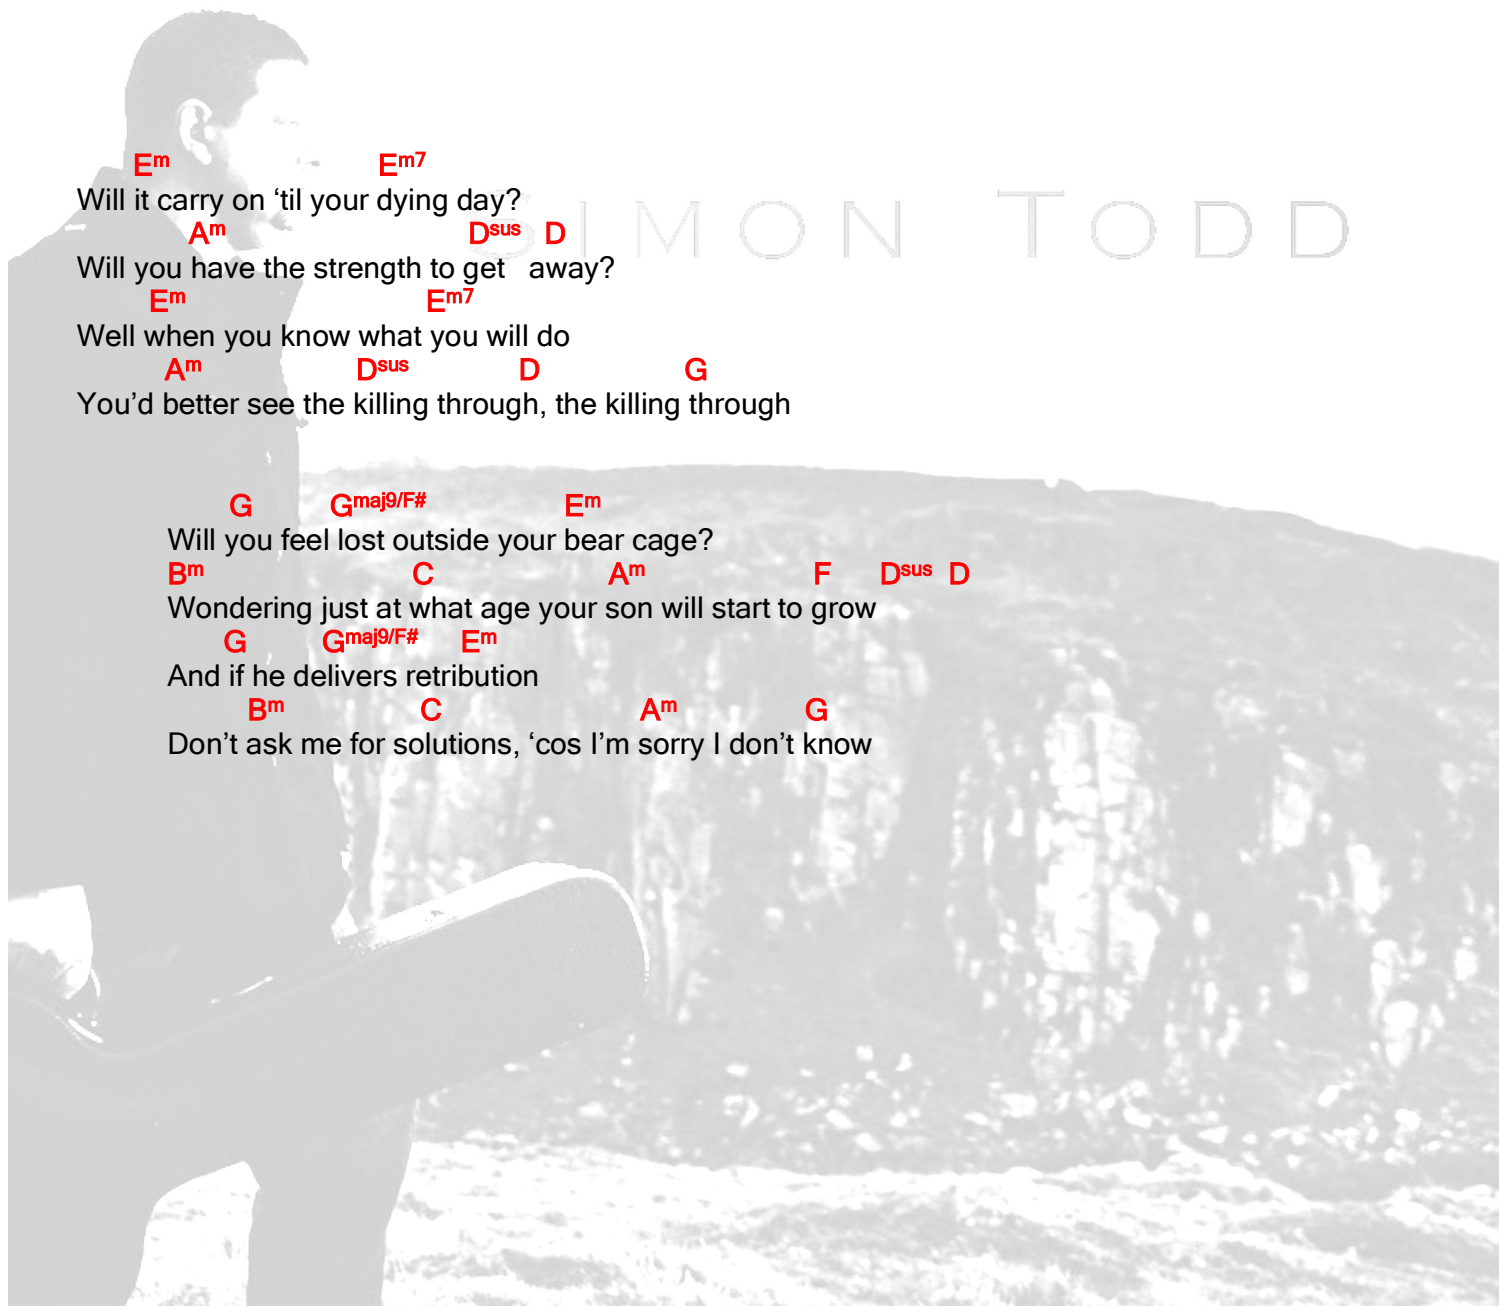 Em Em7
Will it carry on ‘til your dying day?
SIMON TODD
Am Dsus D
Will you have the strength to get away?
Em Em7
Well when you know what you will do
Am Dsus D G
You’d better see the killing through, the killing through
G Gmaj9/F# Em
Will you feel lost outside your bear cage?
Bm C Am F Dsus D
Wondering just at what age your son will start to grow
G Gmaj9/F# Em
And if he delivers retribution
Bm C Am G
Don’t ask me for solutions, ‘cos I’m sorry I don’t know